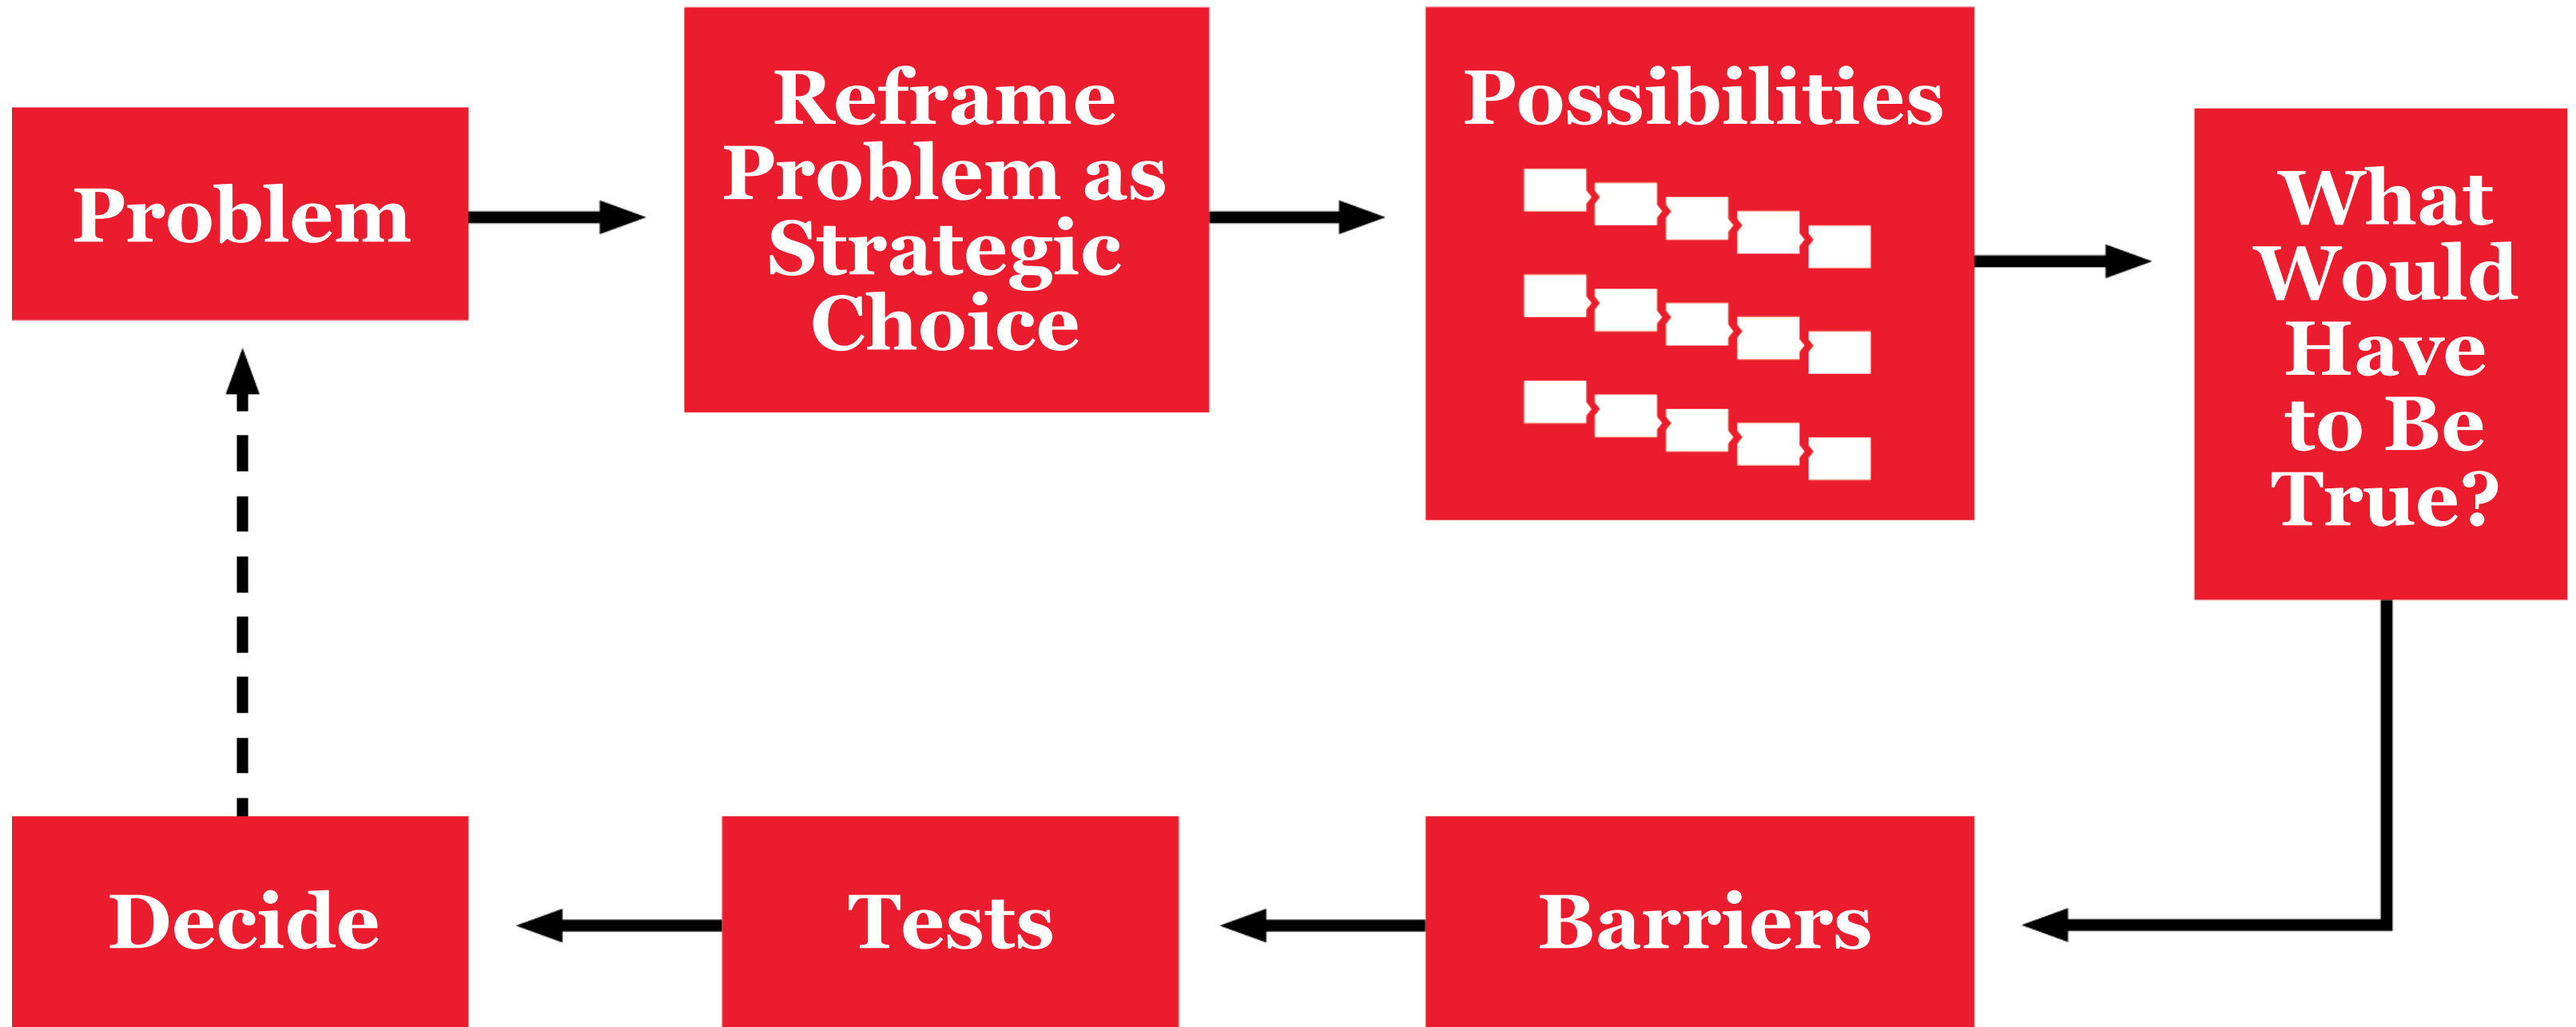 Problem
Reframe
Problem as
Strategic
Choice
Possibilities
What
Would
Have
to Be
True?
Barriers
Tests
Decide